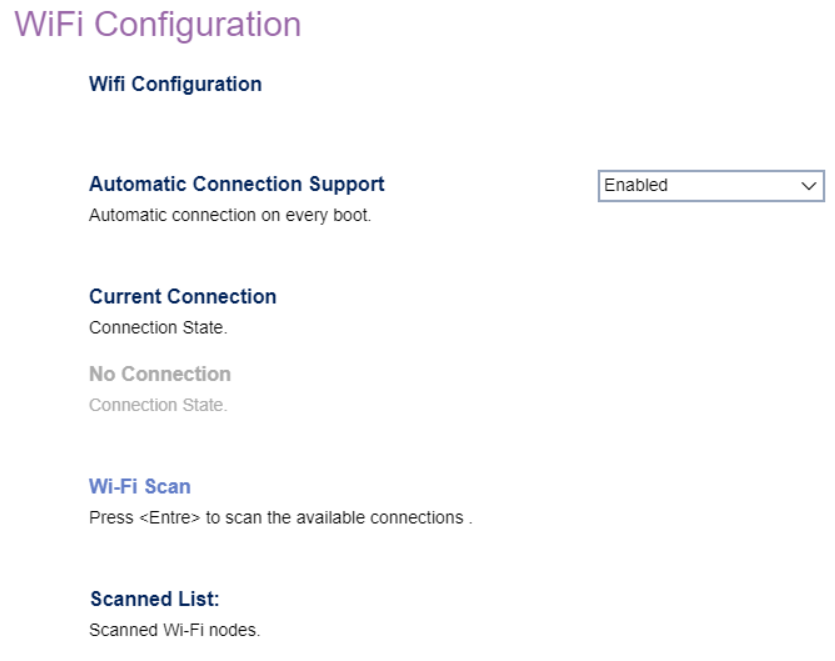 WiFi Configuration
Wifi Configuration
Automatic Connection Support
Enabled
Automatic connection on every boot.
Current Connection
Connection State.
No Connection
Connection State.
Wi-Fi Scan
Press <Entre> to scan the available connections .
Scanned List:
Scanned Wi-Fi nodes.